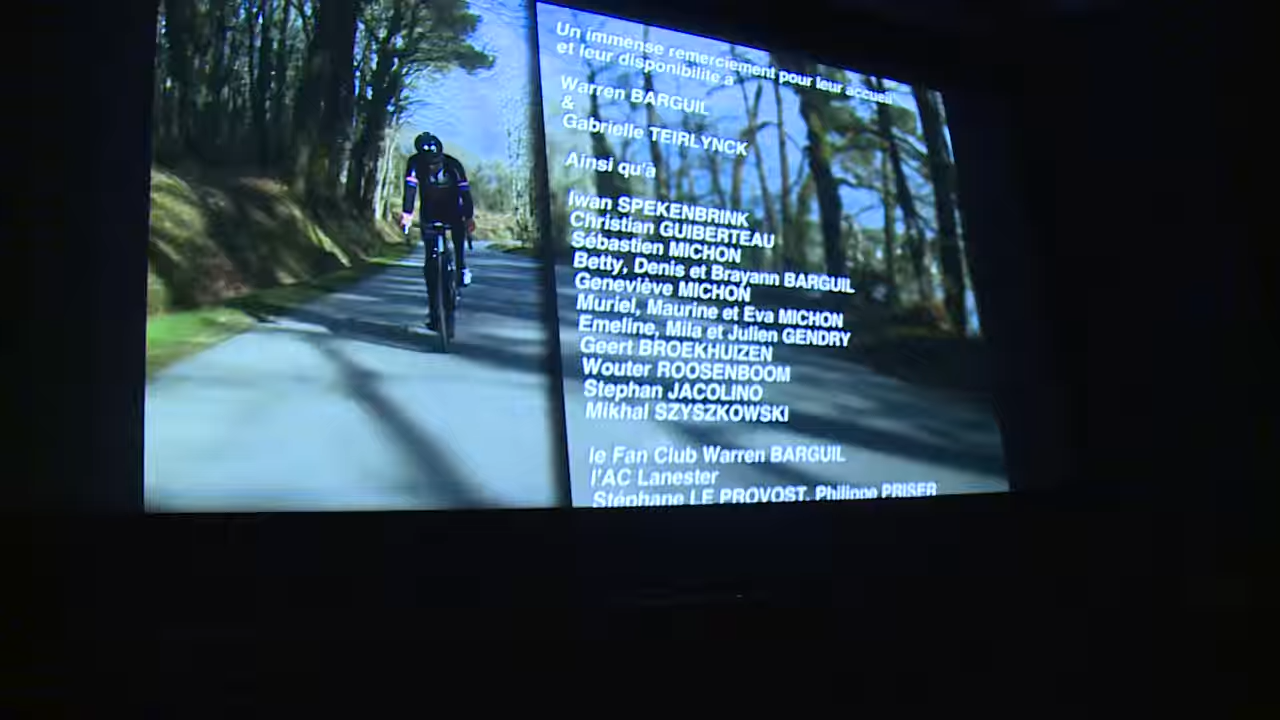 Un immense remerciement pour leur accueil
et leur disponibilite a
Warren BARGUIL
&
Gabrielle TEIRLYNCK
Ainsi qu'à
Iwan SPEKENBRINK
Christian GUIBERTEAU
Sébastien MICHON
Betty, Denis et Brayann BARGUIL
Geneviève MICHON
Muriel, Maurine et Eva MICHON
Emeline, Mila et Julien GENDRY
Geert BROEKHUIZEN
Wouter ROOSENBOOM
Stephan JACOLINO
Mikhal SZYSZKOWSKI
le Fan Club Warren BARGUIL
l'AC Lanester
Stéphane LE PROVOST, Philippe PRISER